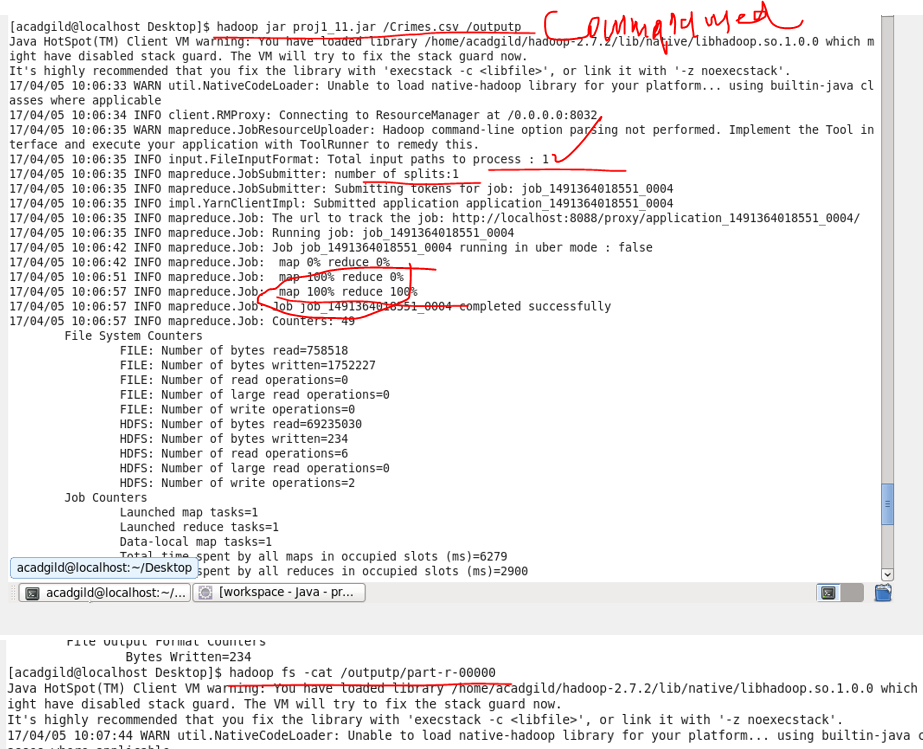 [acadgild@localhost Desktop]$ hadoop jar proj1_11.jar /Crimes.csv /outputp Command used
Java HotSpot(TM) Client VM warning: You have loaded library /home/acadgild/hadoop-2.7.2/lib/native/libhadoop.so.1.0.0 which m
ight have disabled stack guard. The VM will try to fix the stack guard now.
It's highly recommended that you fix the library with 'execstack -c <libfile>', or link it with '-z noexecstack'.
17/04/05 10:06:33 WARN util.NativeCodeLoader: Unable to load native-hadoop library for your platform... using builtin-java cl
asses where applicable
17/04/05 10:06:34 INFO client.RMProxy: Connecting to ResourceManager at /0.0.0.0:8032
17/04/05 10:06:35 WARN mapreduce.JobResourceUploader: Hadoop command-line option parsing not performed. Implement the Tool in
terface and execute your application with ToolRunner to remedy this.
17/04/05 10:06:35 INFO input.FileInputFormat: Total input paths to process : 1
17/04/05 10:06:35 INFO mapreduce.JobSubmitter: number of splits:1
17/04/05 10:06:35 INFO mapreduce.JobSubmitter: Submitting tokens for job: job_1491364018551_0004
17/04/05 10:06:35 INFO impl.YarnClientImpl: Submitted application application_1491364018551_0004
17/04/05 10:06:35 INFO mapreduce.Job: The url to track the job: http://localhost:8088/proxy/application_1491364018551_0004/
17/04/05 10:06:35 INFO mapreduce.Job: Running job: job_1491364018551_0004
17/04/05 10:06:42 INFO mapreduce.Job: Job job_1491364018551_0004 running in uber mode : false
17/04/05 10:06:42 INFO mapreduce.Job:  map 0% reduce 0%
17/04/05 10:06:51 INFO mapreduce.Job:  map 100% reduce 0%
17/04/05 10:06:57 INFO mapreduce.Job:  map 100% reduce 100%
17/04/05 10:06:57 INFO mapreduce.Job: Job job_1491364018551_0004 completed successfully
17/04/05 10:06:57 INFO mapreduce.Job: Counters: 49
File System Counters
FILE: Number of bytes read=758518
FILE: Number of bytes written=1752227
FILE: Number of read operations=0
FILE: Number of large read operations=0
FILE: Number of write operations=0
HDFS: Number of bytes read=69235030
HDFS: Number of bytes written=234
HDFS: Number of read operations=6
HDFS: Number of large read operations=0
HDFS: Number of write operations=2
Job Counters
Launched map tasks=1
Launched reduce tasks=1
Data-local map tasks=1
Total time spent by all maps in occupied slots (ms)=6279
acadgild@localhost:~/Desktop
spent by all reduces in occupied slots (ms)=2900
acadgild@localhost:~/... [workspace - Java - pr...
File Output Format Counters
Bytes Written=234
[acadgild@localhost Desktop]$ hadoop fs -cat /outputp/part-r-00000
Java HotSpot(TM) Client VM warning: You have loaded library /home/acadgild/hadoop-2.7.2/lib/native/libhadoop.so.1.0.0 which
ight have disabled stack guard. The VM will try to fix the stack guard now.
It's highly recommended that you fix the library with 'execstack -c <libfile>', or link it with '-z noexecstack'.
17/04/05 10:07:44 WARN util.NativeCodeLoader: Unable to load native-hadoop library for your platform... using builtin-java
asses where applicable